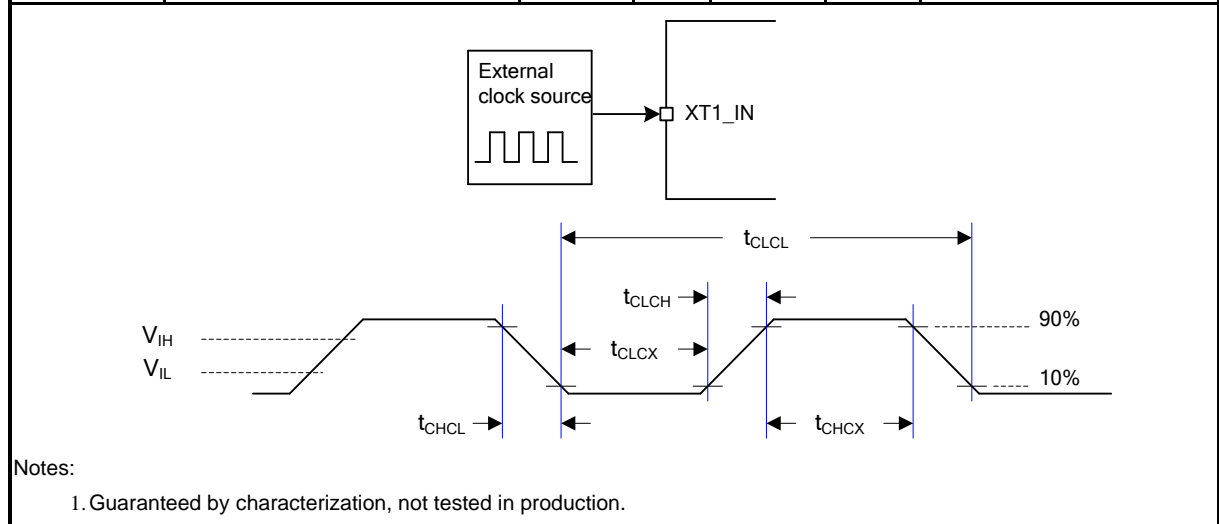 External
clock source
XT1_IN
tCLCL
tCLCH
90%
VIH
tCLCX
VIL
10%
tCHCL
tCHCX
Notes:
1. Guaranteed by characterization, not tested in production.